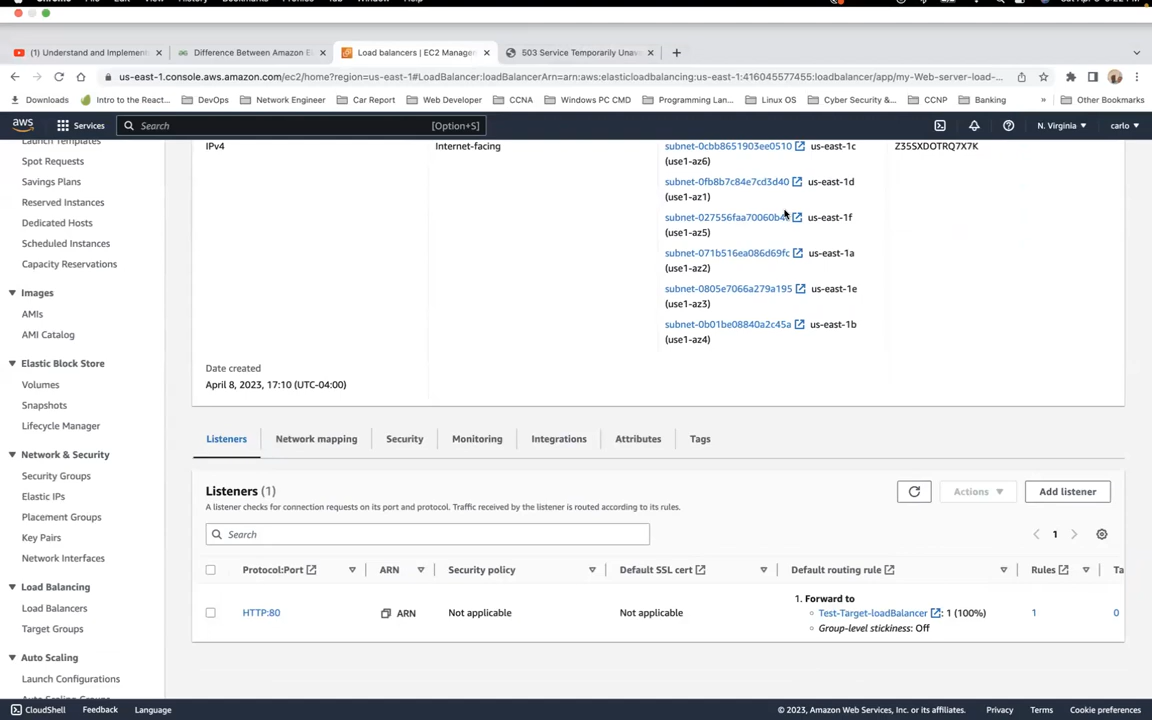 (1) Understand and Implemen
Difference Between Amazon E
Load balancers | EC2 Manage
503 Service Temporarily Unav
us-east-1.console.aws.amazon.com/ec2/home?region=us-east-1#LoadBalancer:loadBalancerArn=arn:aws:elasticloadbalancing:us-east-1:416045577455:loadbalancer/app/my-Web-server-load-...
Downloads
Intro to the React...
DevOps
Network Engineer
Car Report
Web Developer
CCNA
Windows PC CMD
Programming Lan...
Linux OS
Cyber Security &...
CCNP
Banking
»
Other Bookmarks
aws
Services
Search
[Option+S]
N. Virginia
carlo
Launch Templates
Spot Requests
Savings Plans
Reserved Instances
Dedicated Hosts
Scheduled Instances
Capacity Reservations
Images
AMIs
AMI Catalog
Elastic Block Store
Volumes
Snapshots
Lifecycle Manager
Network & Security
Security Groups
Elastic IPs
Placement Groups
Key Pairs
Network Interfaces
Load Balancing
Load Balancers
Target Groups
Auto Scaling
Launch Configurations
IPv4
Internet-facing
subnet-0cbb8651903ee0510 us-east-1c
(use1-az6)
subnet-0fb8b7c84e7cd3d40 us-east-1d
(use1-az1)
us-east-1f
(use1-az5)
subnet-071b516ea086d69fc us-east-1a
(use1-az2)
subnet-0805e7066a279a195 us-east-1e
(use1-az3)
subnet-0b01be08840a2c45a us-east-1b
(use1-az4)
Z35SXDOTRQ7X7K
Date created
April 8, 2023, 17:10 (UTC-04:00)
Listeners
Network mapping
Security
Monitoring
Integrations
Attributes
Tags
Listeners (1)
A listener checks for connection requests on its port and protocol. Traffic received by the listener is routed according to its rules.
Actions
Add listener
Search
1
Protocol:Port
ARN
Security policy
Default SSL cert
Default routing rule
Rules
Ta
HTTP:80
ARN
Not applicable
Not applicable
1. Forward to
Test-Target-loadBalancer : 1 (100%)
Group-level stickiness: Off
1
0
CloudShell
Feedback
Language
© 2023, Amazon Web Services, Inc. or its affiliates.
Privacy
Terms
Cookie preferences